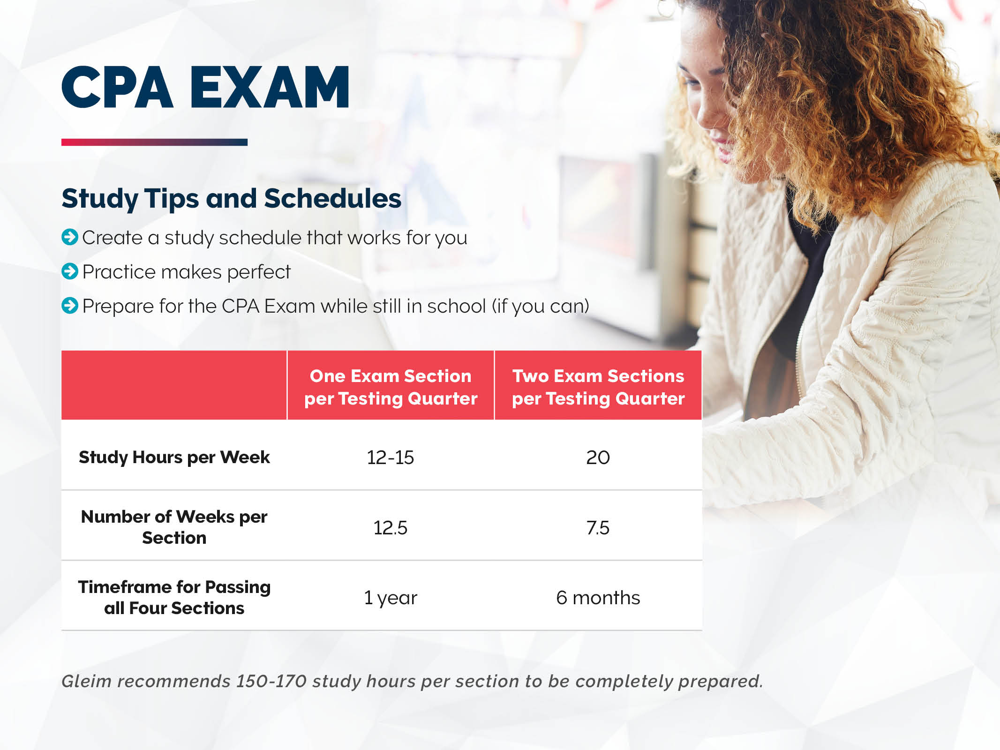 CPA EXAM
Study Tips and Schedules
Create a study schedule that works for you
Practice makes perfect
Prepare for the CPA Exam while still in school (if you can)
One Exam Section
per Testing Quarter
Two Exam Sections
per Testing Quarter
Study Hours per Week
12-15
20
Number of Weeks per
Section
12.5
7.5
Timeframe for Passing
all Four Sections
1 year
6 months
Gleim recommends 150-170 study hours per section to be completely prepared.